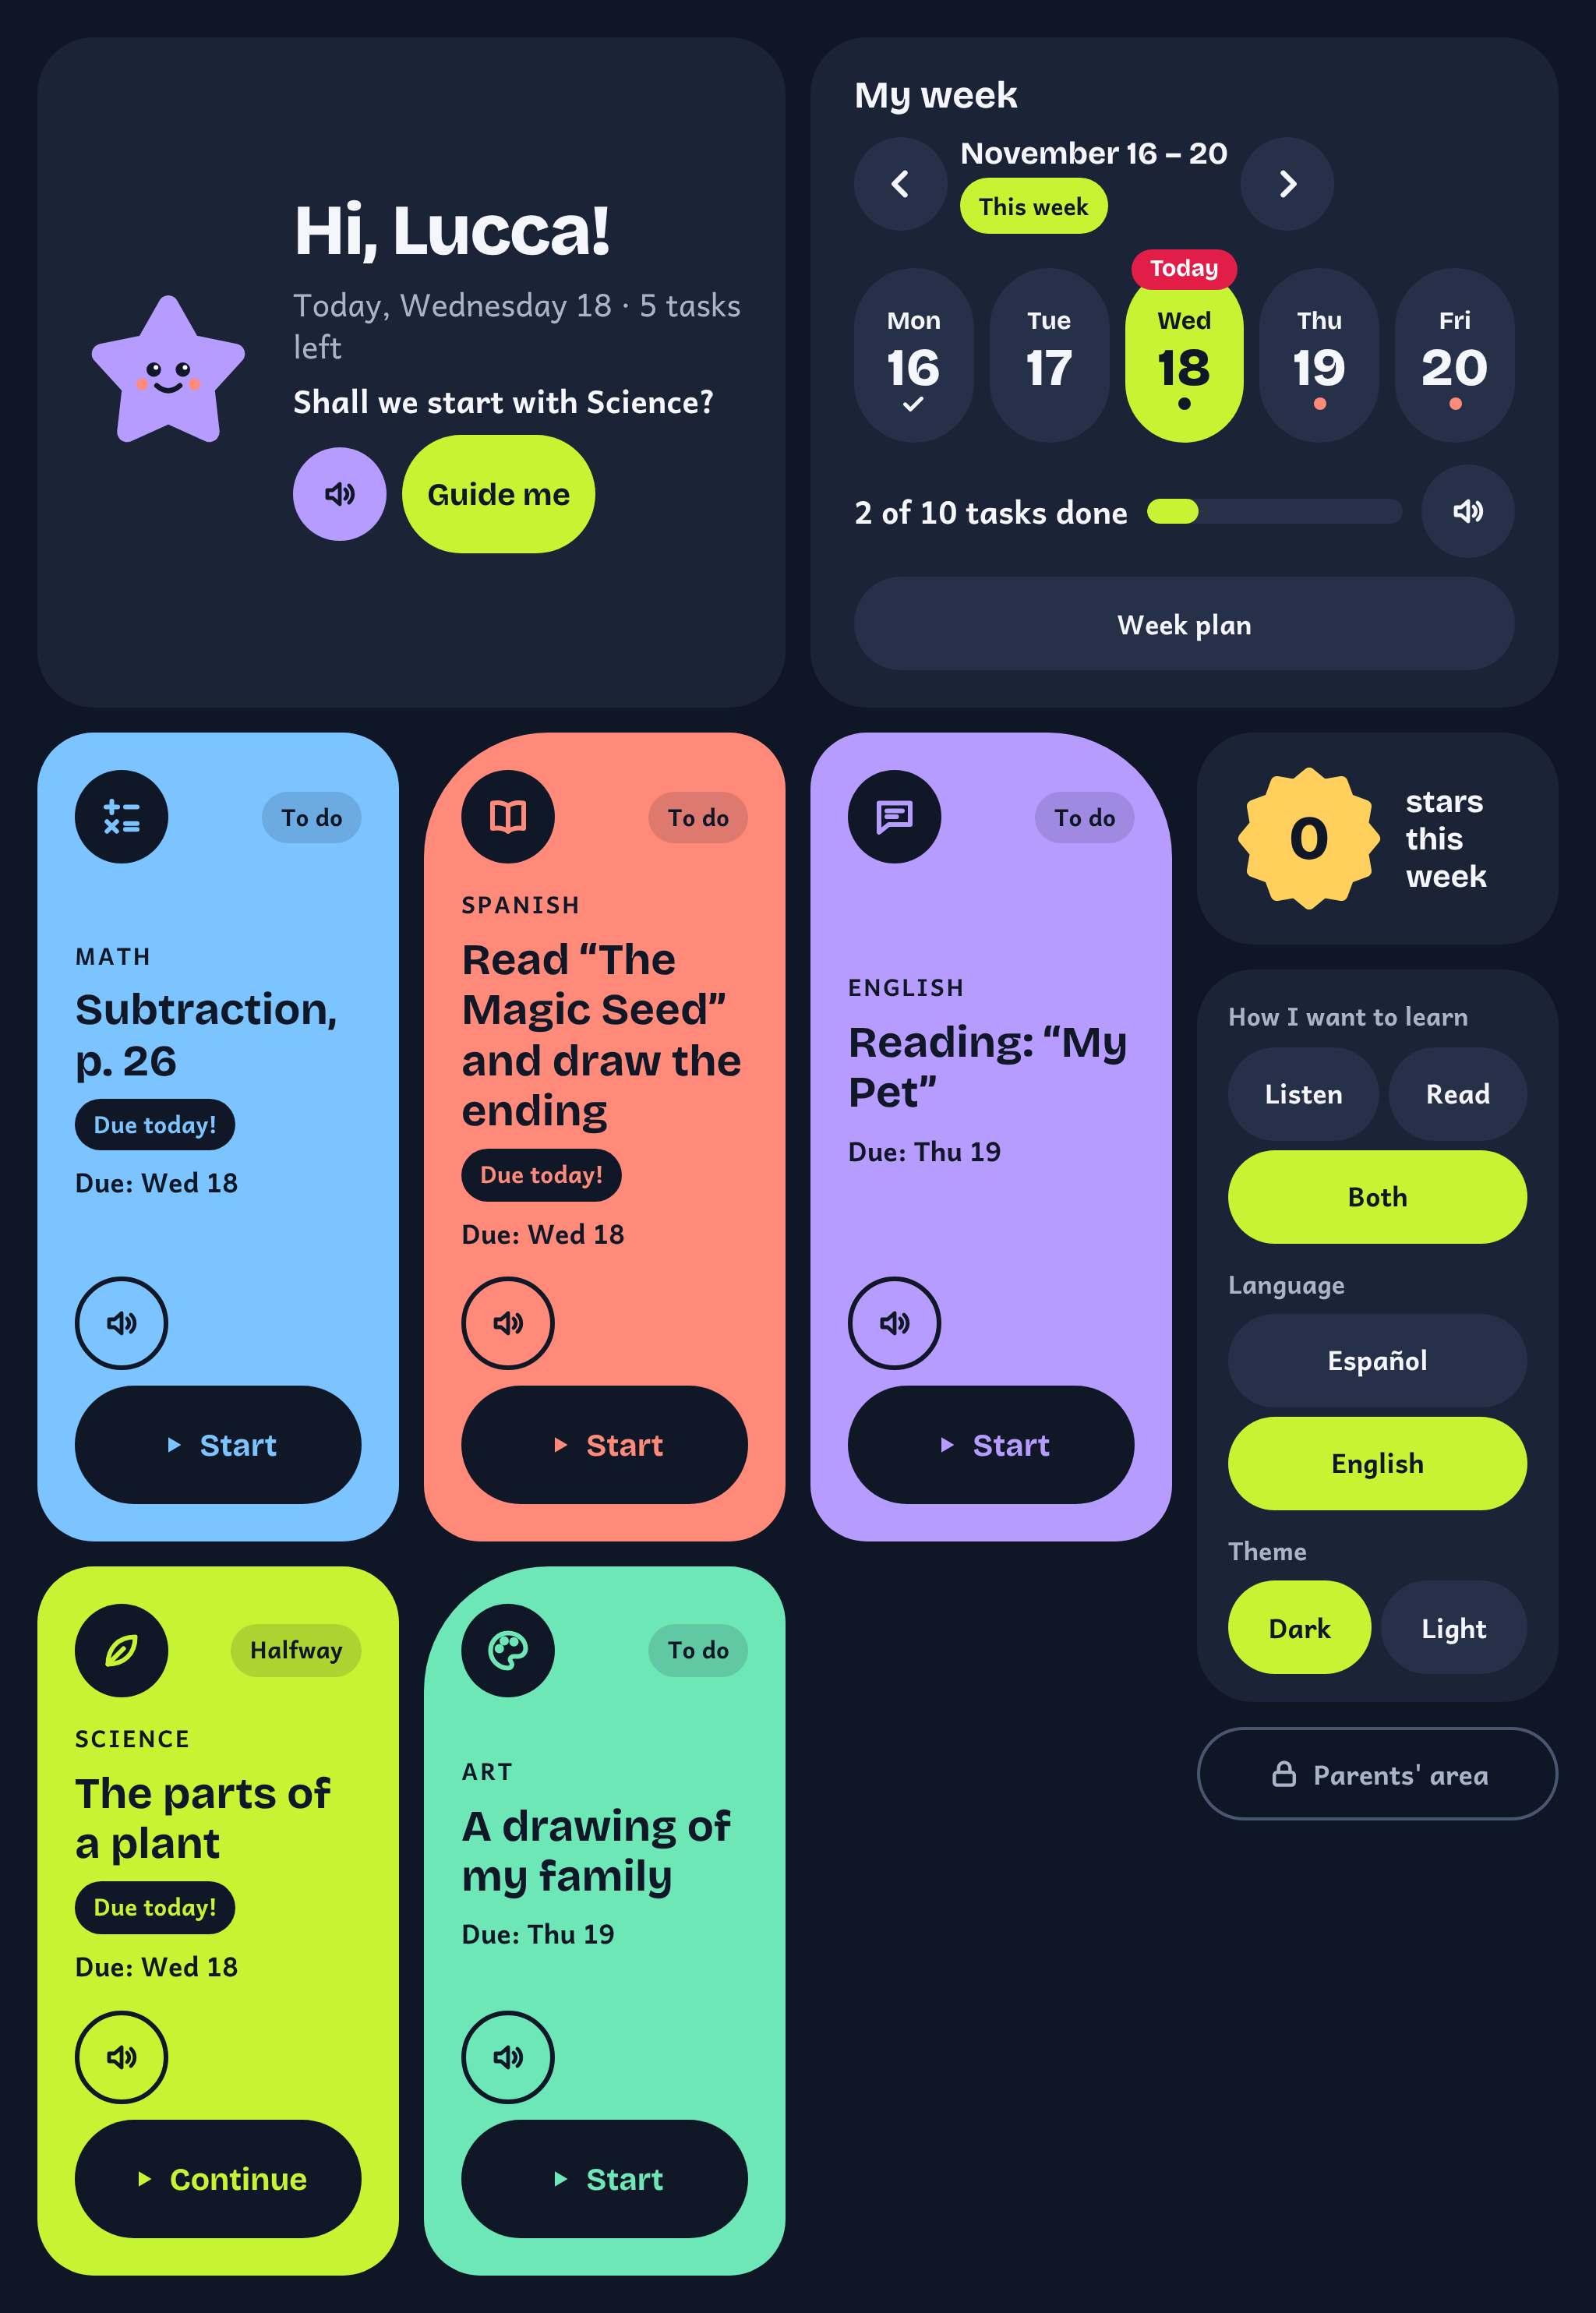 Hi, Lucca!
Today, Wednesday 18 · 5 tasks
left
Shall we start with Science?
Guide me
My week
November 16 – 20
This week
Today
Mon
16
Tue
17
Wed
18
Thu
19
Fri
20
2 of 10 tasks done
Week plan
To do
MATH
Subtraction,
p. 26
Due today!
Due: Wed 18
Start
To do
SPANISH
Read “The
Magic Seed”
and draw the
ending
Due today!
Due: Wed 18
Start
To do
ENGLISH
Reading: “My
Pet”
Due: Thu 19
Start
0
stars
this
week
How I want to learn
Listen
Read
Both
Language
Español
English
Theme
Dark
Light
Parents' area
Halfway
SCIENCE
The parts of
a plant
Due today!
Due: Wed 18
Continue
To do
ART
A drawing of
my family
Due: Thu 19
Start